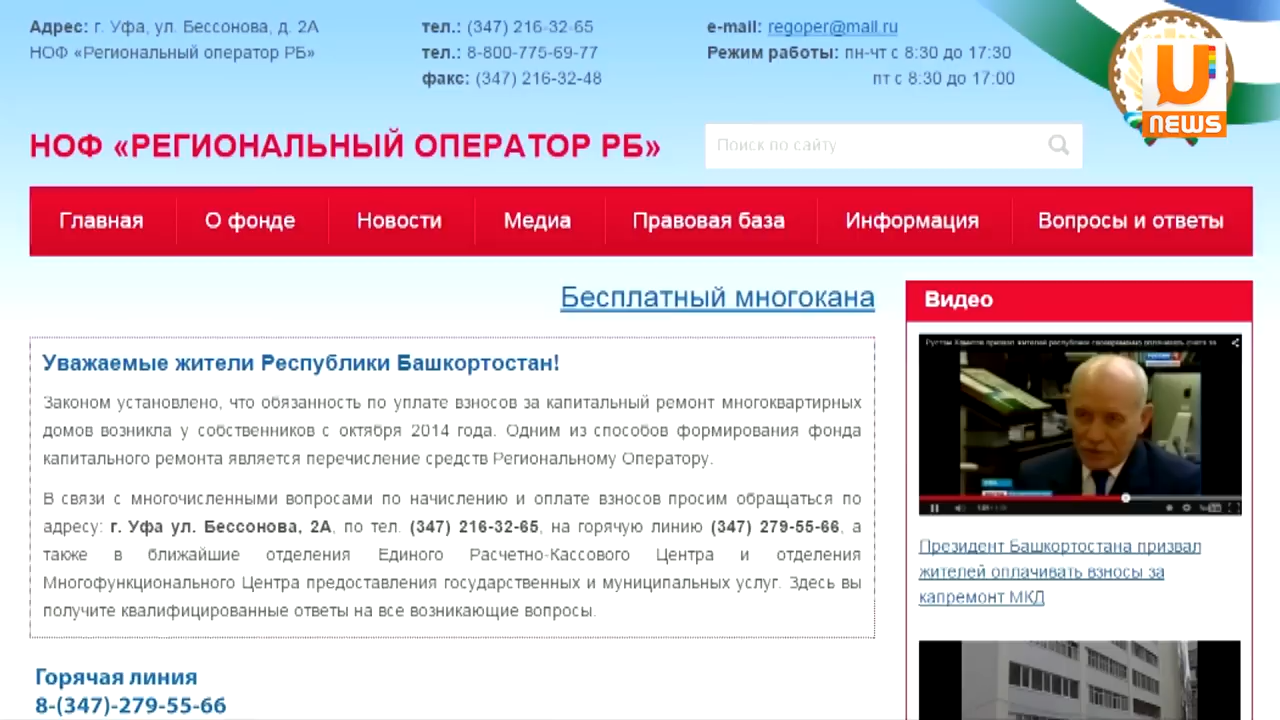 Адрес: г. Уфа, ул. Бессонова, д. 2А
НОФ «Региональный оператор РБ»
тел.: (347) 216-32-65
тел.: 8-800-775-69-77
факс: (347) 216-32-48
e-mail: regoper@mail.ru
Режим работы: пн-чт с 8:30 до 17:30
пт с 8:30 до 17:00
U
NEWS
НОФ «РЕГИОНАЛЬНЫЙ ОПЕРАТОР РБ»
Поиск по сайту
Главная
О фонде
Новости
Медиа
Правовая база
Информация
Вопросы и ответы
Бесплатный многокана
Уважаемые жители Республики Башкортостан!
Законом установлено, что обязанность по уплате взносов за капитальный ремонт многоквартирных
домов возникла у собственников с октября 2014 года. Одним из способов формирования фонда
капитального ремонта является перечисление средств Региональному Оператору.
В связи с многочисленными вопросами по начислению и оплате взносов просим обращаться по
адресу: г. Уфа ул. Бессонова, 2А, по тел. (347) 216-32-65, на горячую линию (347) 279-55-66, а
также в ближайшие отделения Единого Расчетно-Кассового Центра и отделения
Многофункционального Центра предоставления государственных и муниципальных услуг. Здесь вы
получите квалифицированные ответы на все возникающие вопросы.
Горячая линия
8-(347)-279-55-66
Видео
Президент Башкортостана призвал
жителей оплачивать взносы за
капремонт МКД